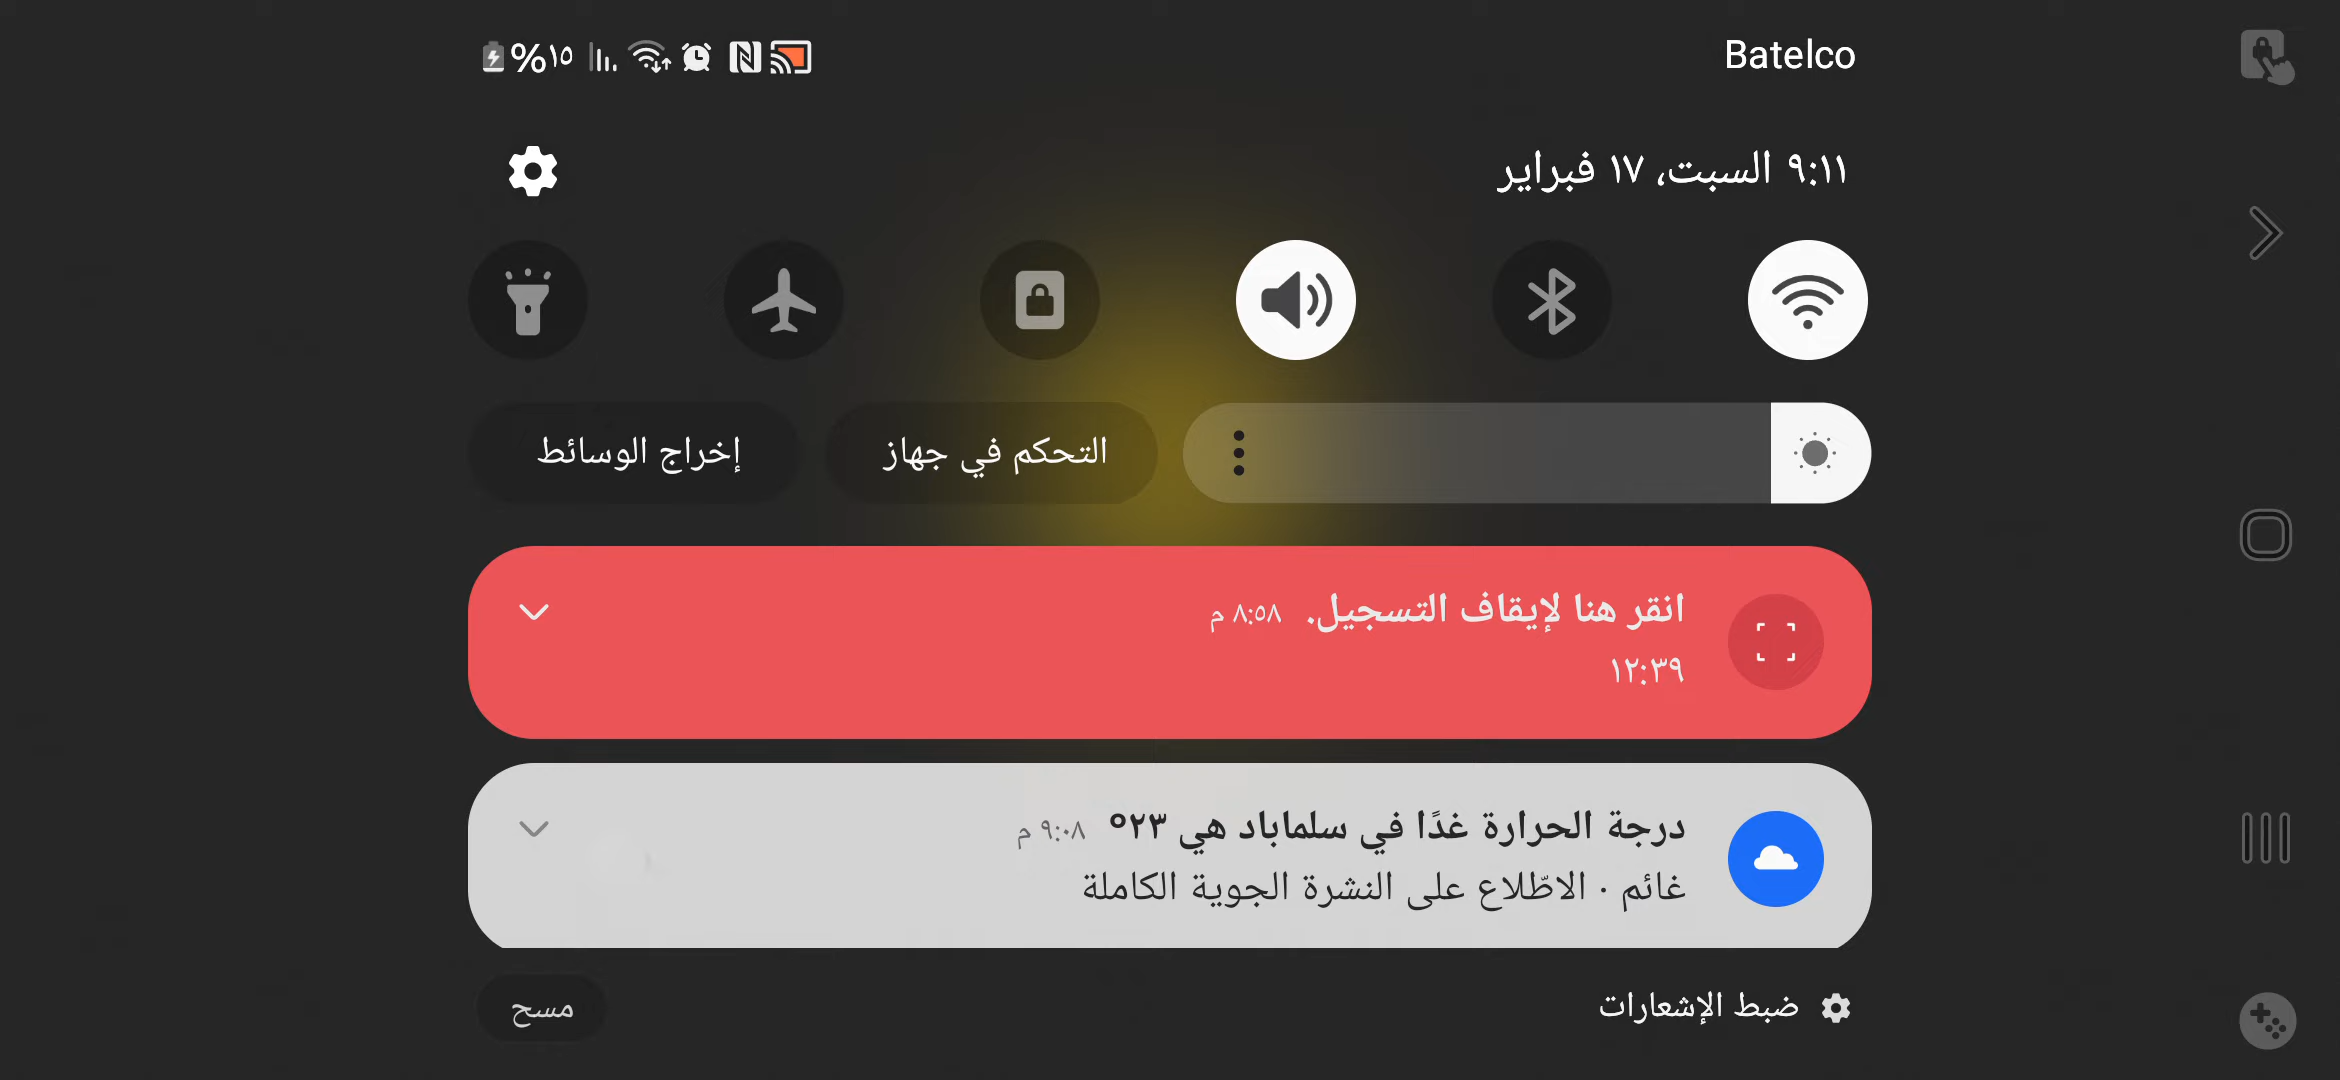 Batelco
%١٥
٩:١١ السبت، ١٧ فبراير
التحكم في جهاز
إخراج الوسائط
انقر هنا لإيقاف التسجيل. ٨:٥٨ م
١٢:٣٩
درجة الحرارة غدًا في سلماباد هي ٢٣° ٩:٠٨ م
غائم · الاطّلاع على النشرة الجوية الكاملة
ضبط الإشعارات
مسح